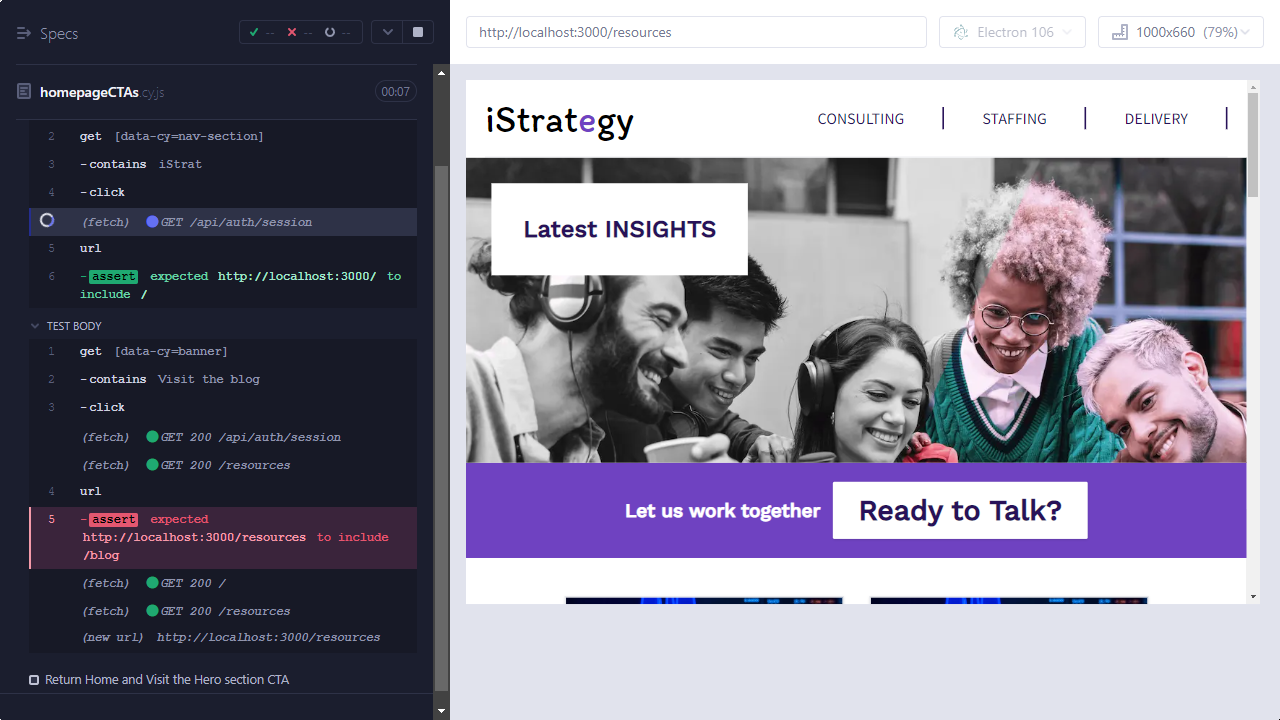 Specs
-- -- --
homepageCTAs.cy.js 00:07
2 get [data-cy=nav-section]
3 -contains iStrat
4 -click
(fetch) GET /api/auth/session
5 url
6 -assert expected http://localhost:3000/ to
include /
TEST BODY
1 get [data-cy=banner]
2 -contains Visit the blog
3 -click
(fetch) GET 200 /api/auth/session
(fetch) GET 200 /resources
4 url
5 -assert expected
http://localhost:3000/resources to include
/blog
(fetch) GET 200 /
(fetch) GET 200 /resources
(new url) http://localhost:3000/resources
Return Home and Visit the Hero section CTA
http://localhost:3000/resources
Electron 106
1000x660 (79%)
iStrategy
CONSULTING
STAFFING
DELIVERY
Latest INSIGHTS
Let us work together
Ready to Talk?